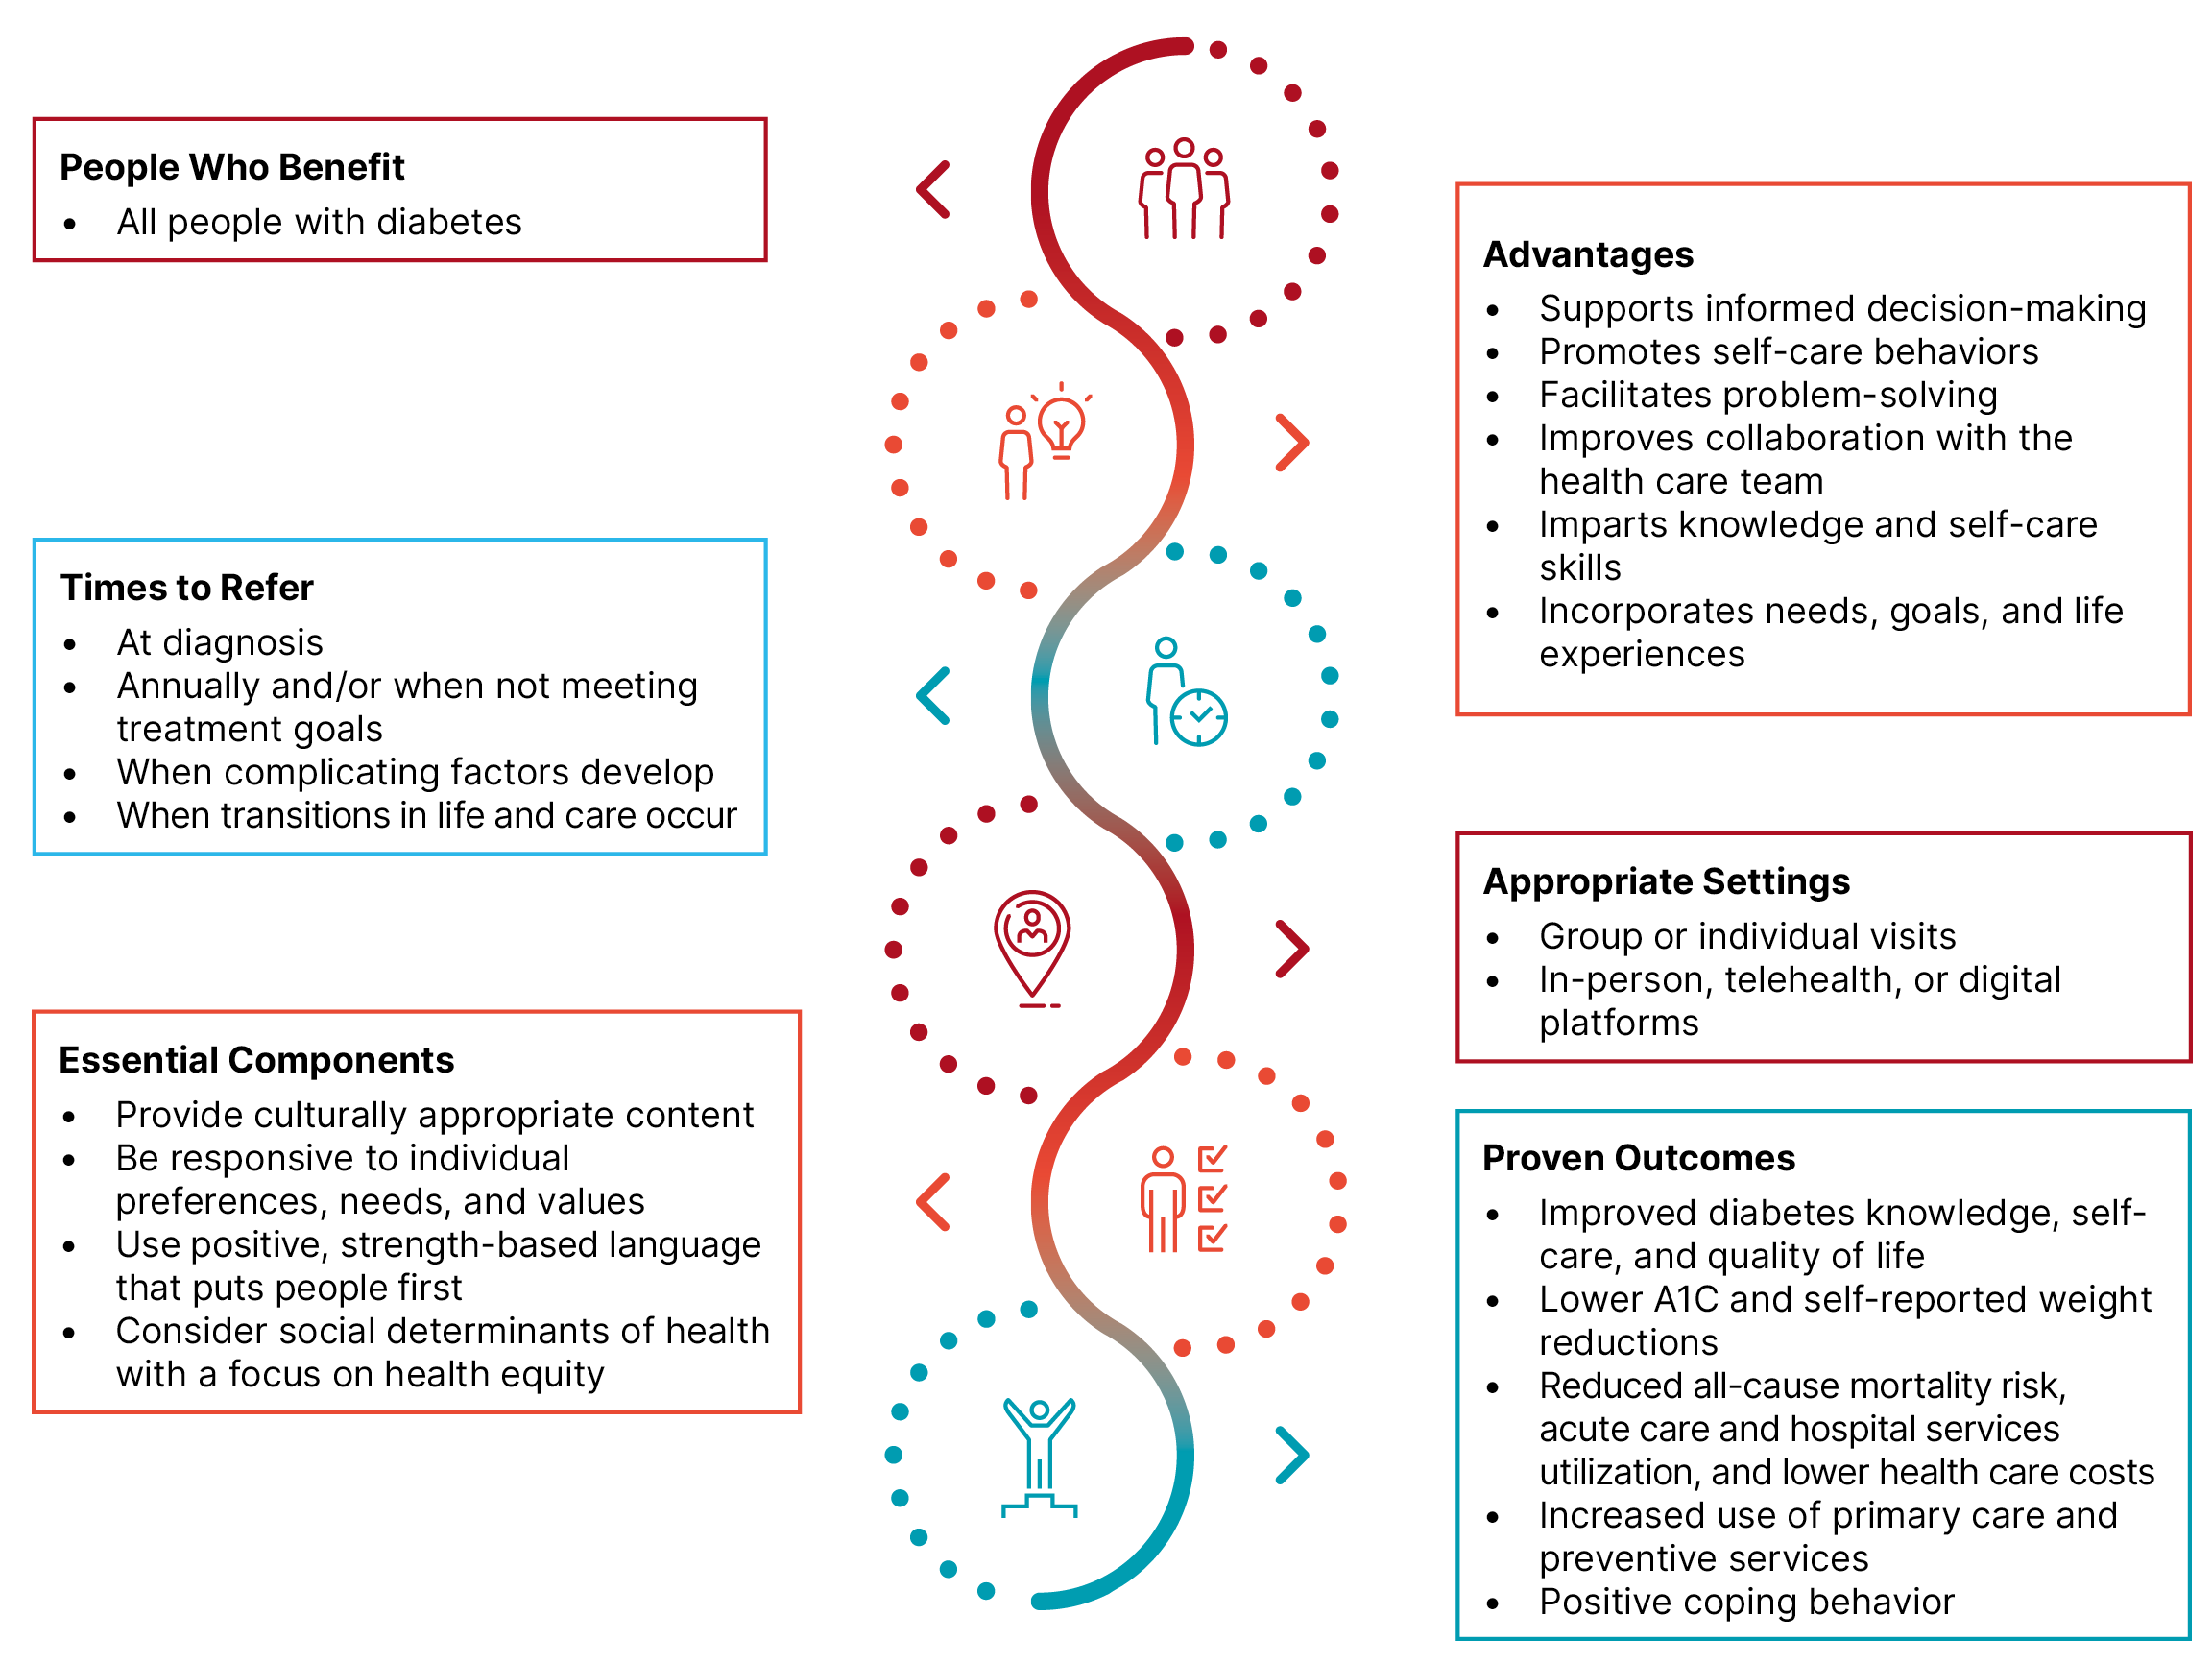 People Who Benefit
• All people with diabetes
Advantages
• Supports informed decision-making
• Promotes self-care behaviors
• Facilitates problem-solving
• Improves collaboration with the
health care team
• Imparts knowledge and self-care
skills
• Incorporates needs, goals, and life
experiences
Times to Refer
• At diagnosis
• Annually and/or when not meeting
treatment goals
• When complicating factors develop
• When transitions in life and care occur
Appropriate Settings
• Group or individual visits
• In-person, telehealth, or digital
platforms
Essential Components
• Provide culturally appropriate content
• Be responsive to individual
preferences, needs, and values
• Use positive, strength-based language
that puts people first
• Consider social determinants of health
with a focus on health equity
Proven Outcomes
• Improved diabetes knowledge, self-
care, and quality of life
• Lower A1C and self-reported weight
reductions
• Reduced all-cause mortality risk,
acute care and hospital services
utilization, and lower health care costs
• Increased use of primary care and
preventive services
• Positive coping behavior